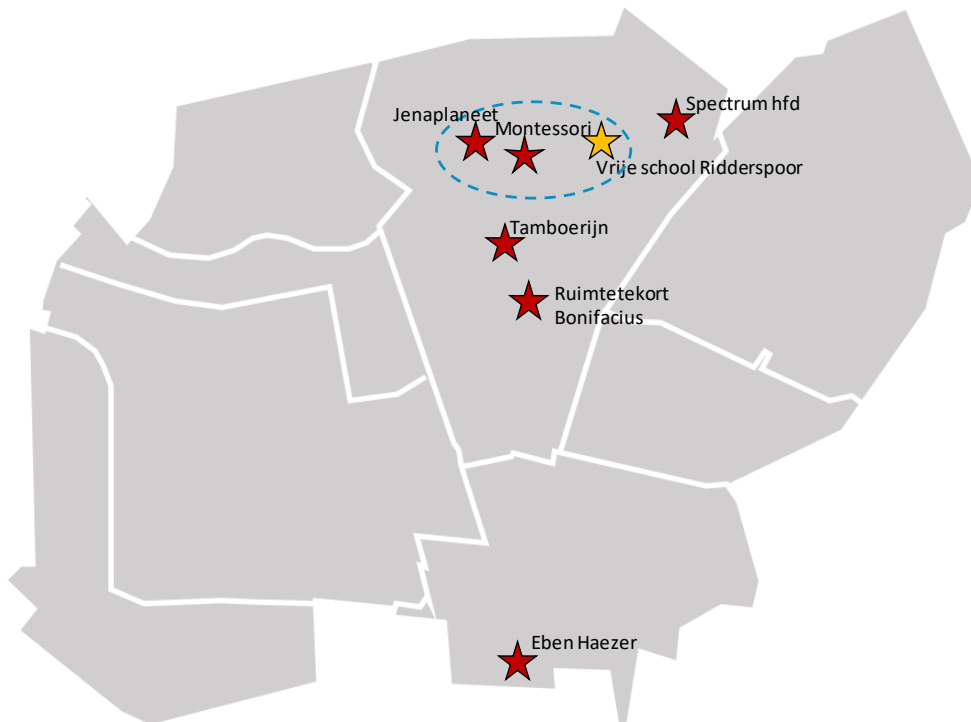 Spectrum hfd
Jenaplaneet
Montessori
Vrije school Ridderspoor
Tamboerijn
Ruimtetekort
Bonifacius
Eben Haezer